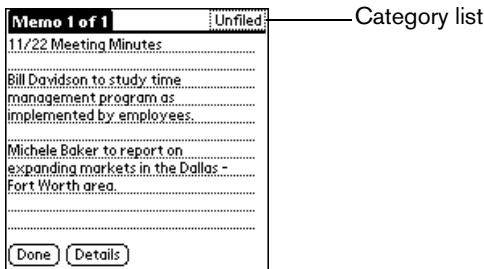 Memo 1 of 1 Unfiled Category list
11/22 Meeting Minutes
Bill Davidson to study time
management program as
implemented by employees.
Michele Baker to report on
expanding markets in the Dallas -
Fort Worth area.
Done Details